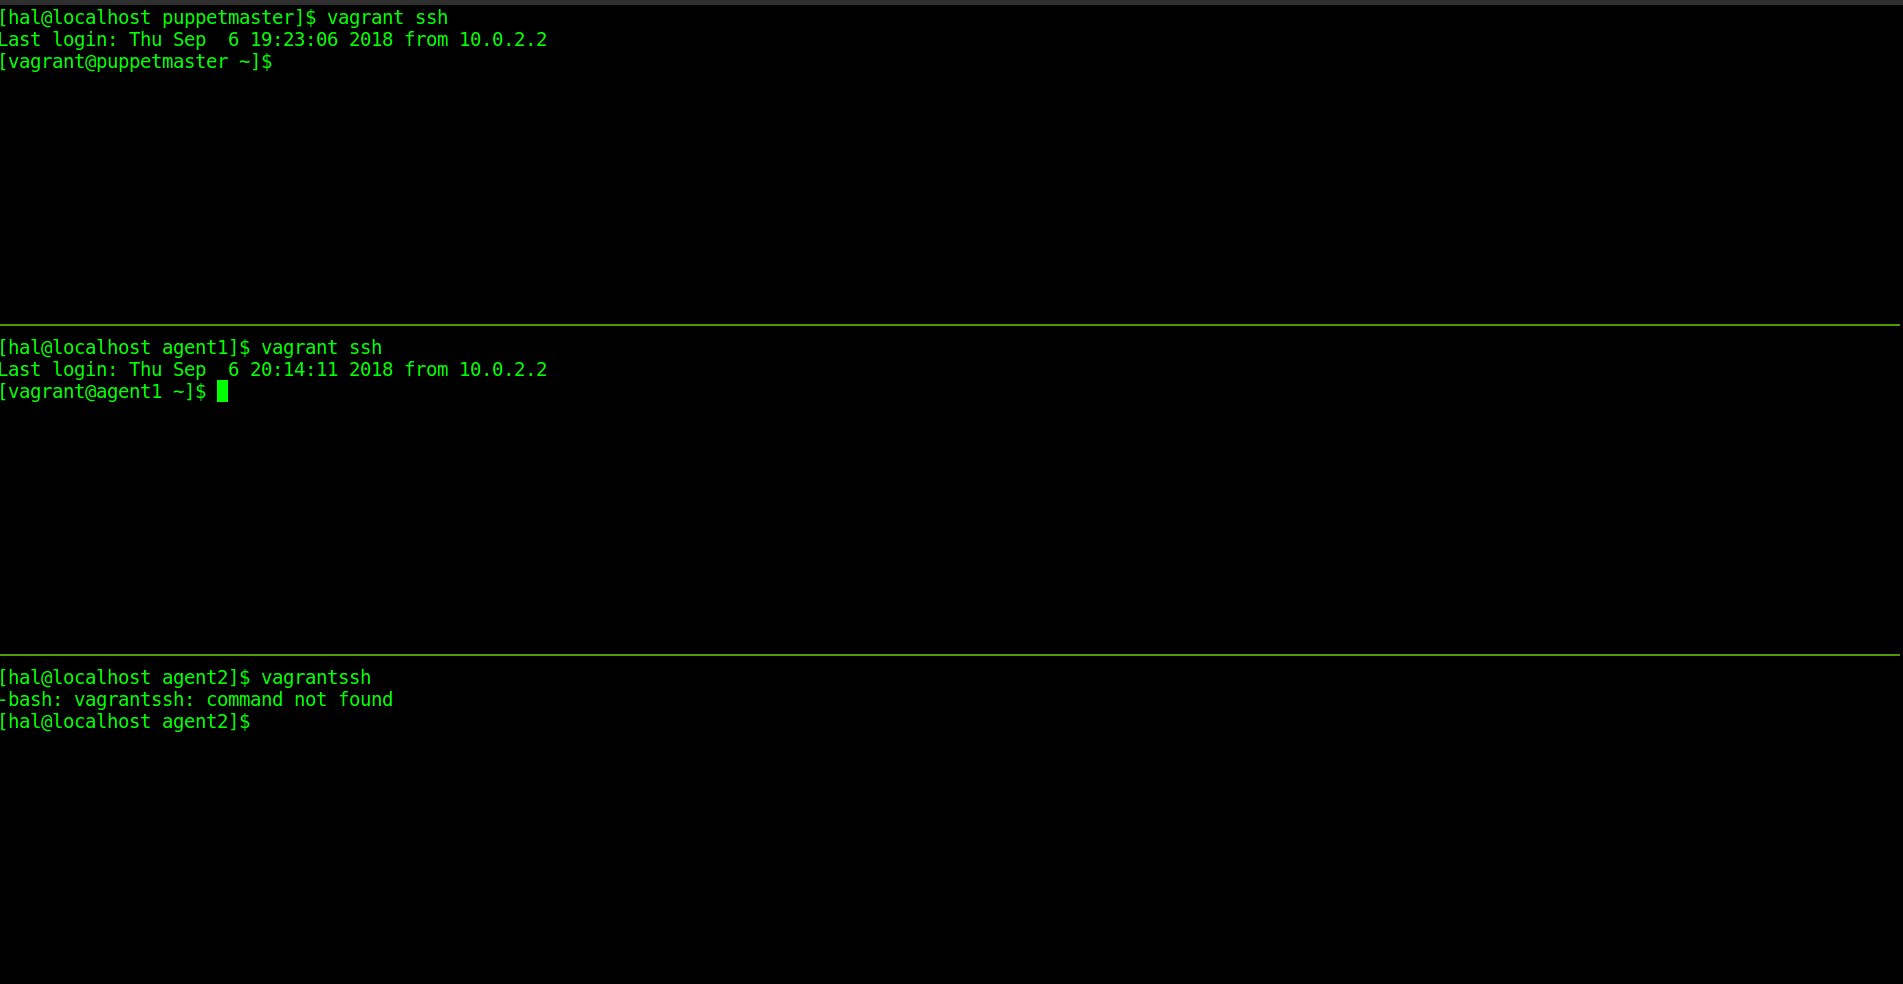 [hal@localhost puppetmaster]$ vagrant ssh
Last login: Thu Sep  6 19:23:06 2018 from 10.0.2.2
[vagrant@puppetmaster ~]$
[hal@localhost agent1]$ vagrant ssh
Last login: Thu Sep  6 20:14:11 2018 from 10.0.2.2
[vagrant@agent1 ~]$
[hal@localhost agent2]$ vagrantssh
-bash: vagrantssh: command not found
[hal@localhost agent2]$